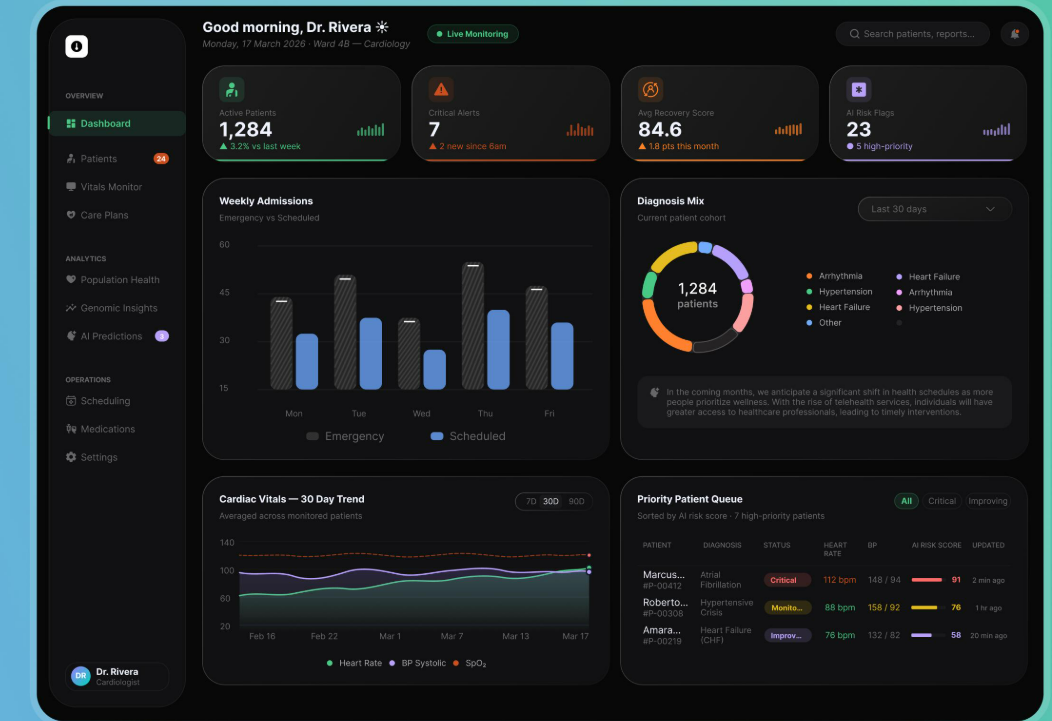 Good morning, Dr. Rivera ☀
Monday, 17 March 2026 · Ward 4B — Cardiology
Live Monitoring
Search patients, reports...
OVERVIEW
Dashboard
Patients 24
Vitals Monitor
Care Plans
ANALYTICS
Population Health
Genomic Insights
AI Predictions 3
OPERATIONS
Scheduling
Medications
Settings
DR Dr. Rivera
Cardiologist
Active Patients
1,284
▲ 3.2% vs last week
Critical Alerts
7
▲ 2 new since 6am
Avg Recovery Score
84.6
▲ 1.8 pts this month
AI Risk Flags
23
● 5 high-priority
Weekly Admissions
Emergency vs Scheduled
60
45
30
15
Mon Tue Wed Thu Fri
Emergency Scheduled
Diagnosis Mix
Current patient cohort
Last 30 days
1,284
patients
Arrhythmia Heart Failure
Hypertension Arrhythmia
Heart Failure Hypertension
Other
In the coming months, we anticipate a significant shift in health schedules as more
people prioritize wellness. With the rise of telehealth services, individuals will have
greater access to healthcare professionals, leading to timely interventions.
Cardiac Vitals — 30 Day Trend
Averaged across monitored patients
7D 30D 90D
140
100
60
20
Feb 16 Feb 22 Mar 1 Mar 7 Mar 13 Mar 17
Heart Rate BP Systolic SpO₂
Priority Patient Queue
Sorted by AI risk score · 7 high-priority patients
All Critical Improving
PATIENT DIAGNOSIS STATUS HEART RATE BP AI RISK SCORE UPDATED
Marcus... Atrial Fibrillation Critical 112 bpm 148 / 94 91 2 min ago
#P-00412
Roberto... Hypertensive Crisis Monito... 88 bpm 158 / 92 76 1 hr ago
#P-00308
Amara... Heart Failure (CHF) Improv... 76 bpm 132 / 82 58 20 min ago
#P-00219